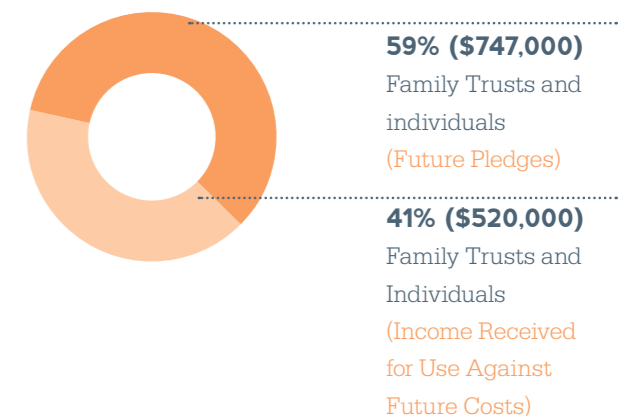 59% ($747,000)
Family Trusts and
individuals
(Future Pledges)
41% ($520,000)
Family Trusts and
Individuals
(Income Received
for Use Against
Future Costs)